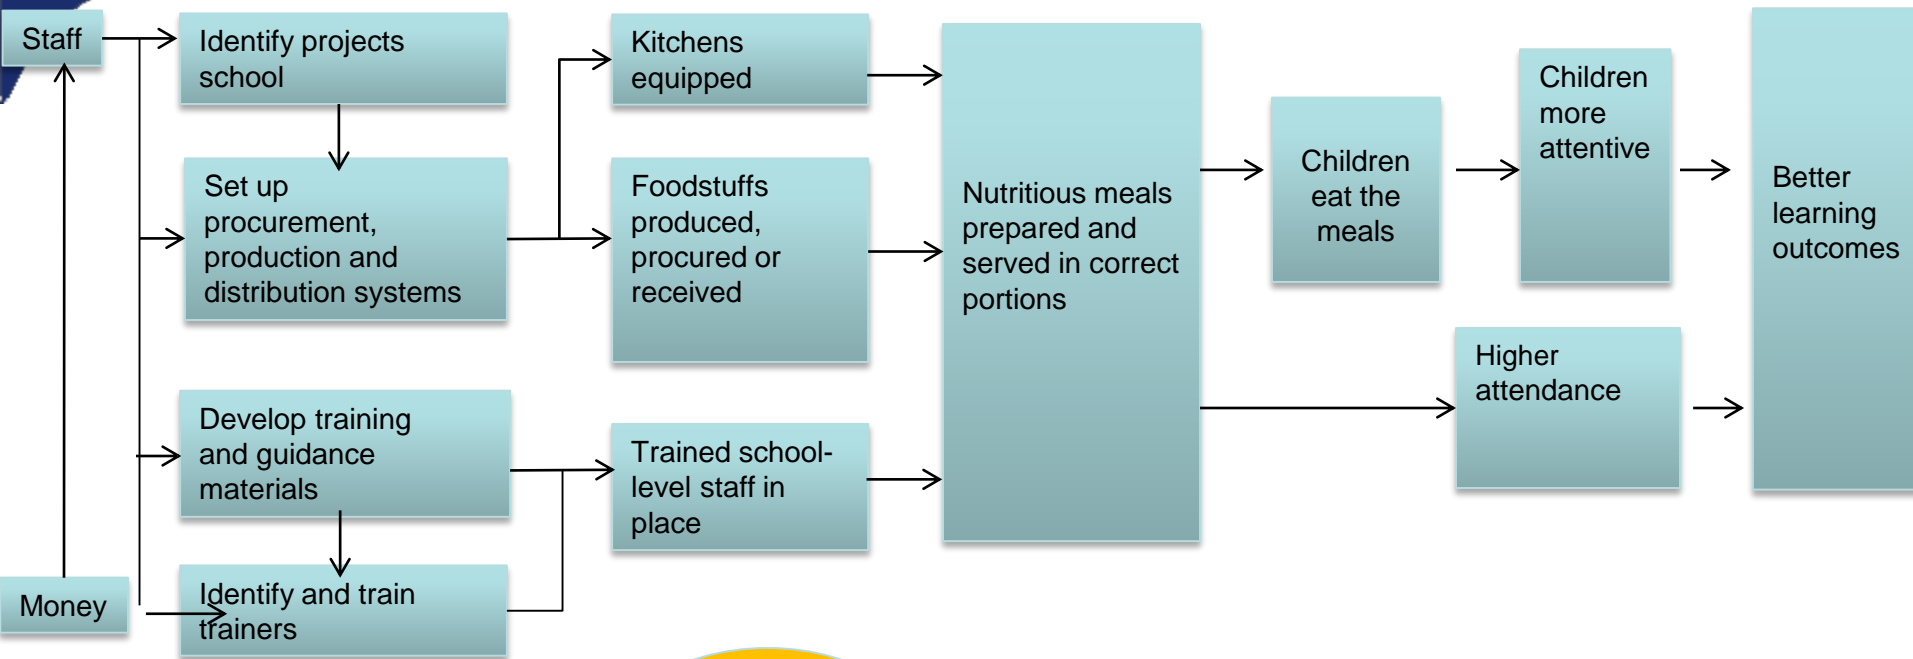 Staff
Identify projects
school
Set up
procurement,
production and
distribution systems
Develop training
and guidance
materials
Money
Identify and train
trainers
Kitchens
equipped
Foodstuffs
produced,
procured or
received
Trained school-
level staff in
place
Nutritious meals
prepared and
served in correct
portions
Children
eat the
meals
Children
more
attentive
Higher
attendance
Better
learning
outcomes